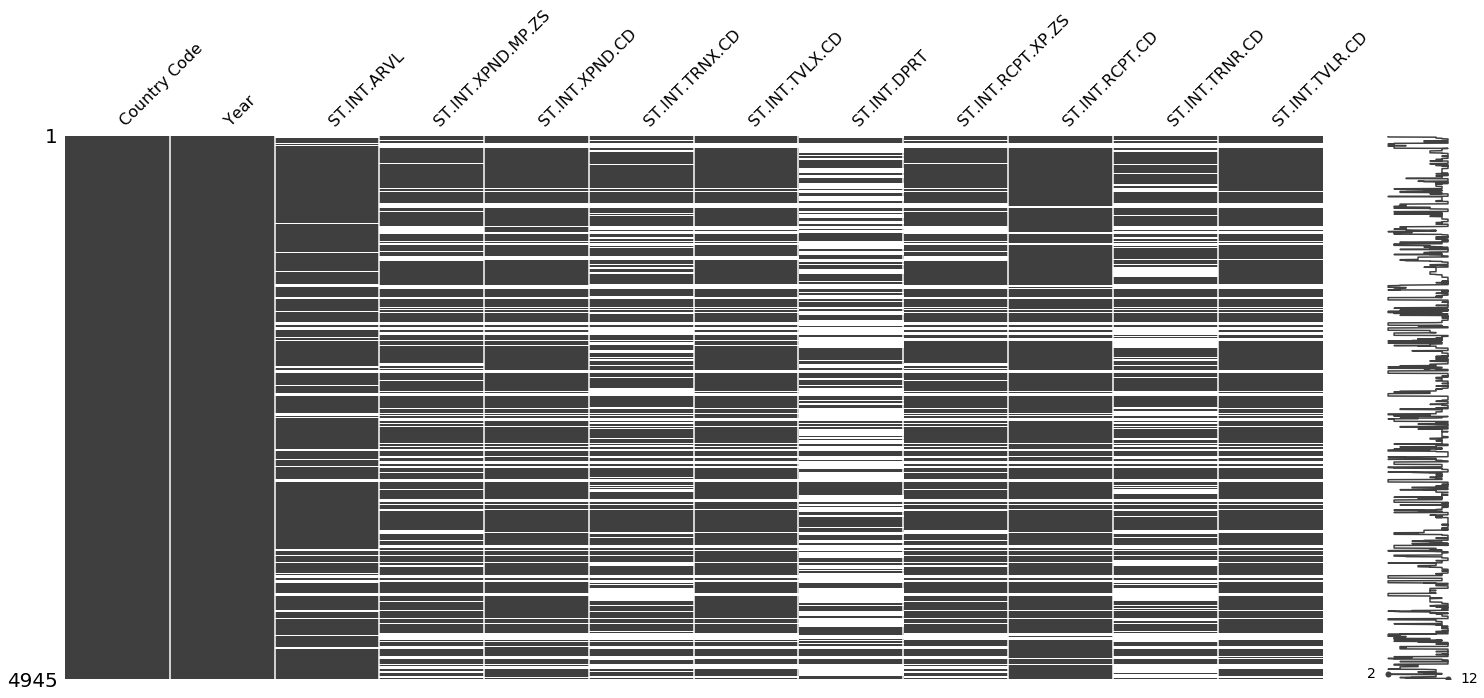 Country Code
Year
ST.INT.ARVL
ST.INT.XPND.MP.ZS
ST.INT.XPND.CD
ST.INT.TRNX.CD
ST.INT.TVLX.CD
ST.INT.DPRT
ST.INT.RCPT.XP.ZS
ST.INT.RCPT.CD
ST.INT.TRNR.CD
ST.INT.TVLR.CD
1
4945
2
12